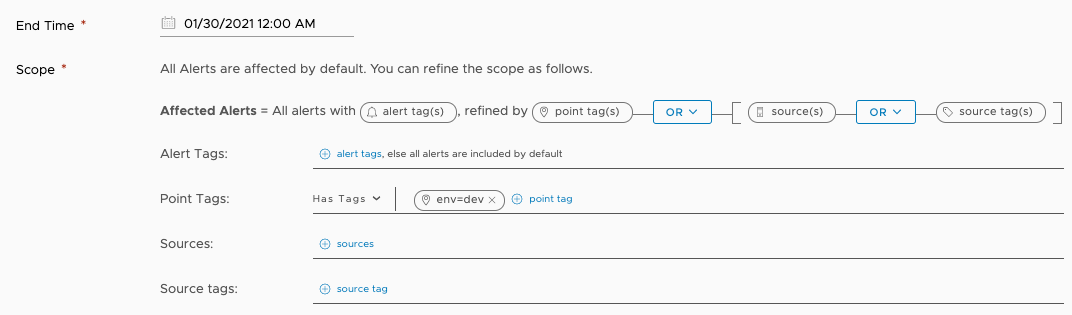 End Time * 01/30/2021 12:00 AM
Scope * All Alerts are affected by default. You can refine the scope as follows.
Affected Alerts = All alerts with alert tag(s), refined by point tag(s) OR [ source(s) OR source tag(s) ]
Alert Tags: alert tags, else all alerts are included by default
Point Tags: Has Tags env=dev × point tag
Sources: sources
Source tags: source tag